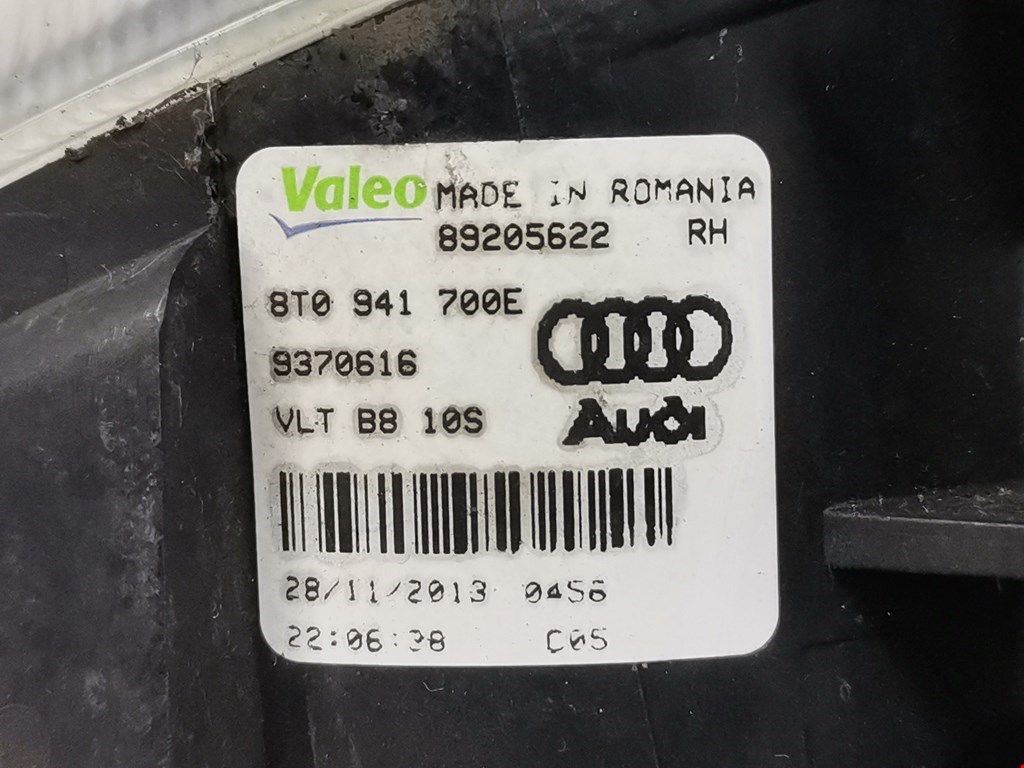 Valeo MADE IN ROMANIA
89205622 RH
8T0 941 700E
9370616
VLT B8 10S
Audi
28/11/2013 0456
22:06:38 C05